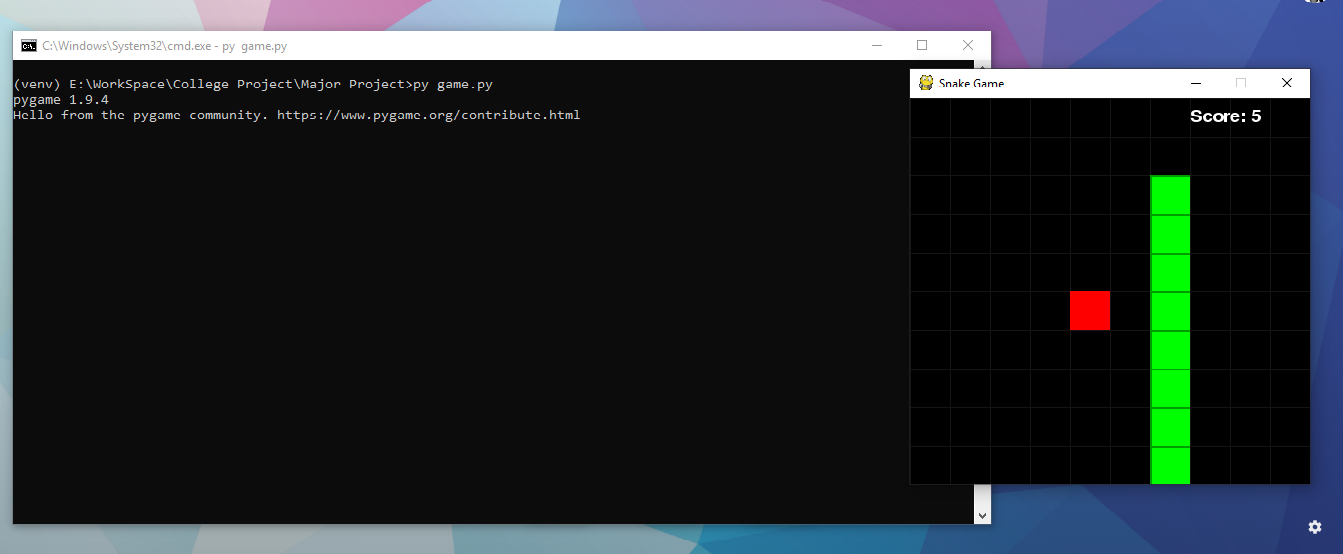 C:\Windows\System32\cmd.exe - py  game.py
(venv) E:\WorkSpace\College Project\Major Project>py game.py
pygame 1.9.4
Hello from the pygame community. https://www.pygame.org/contribute.html
Snake Game
Score: 5